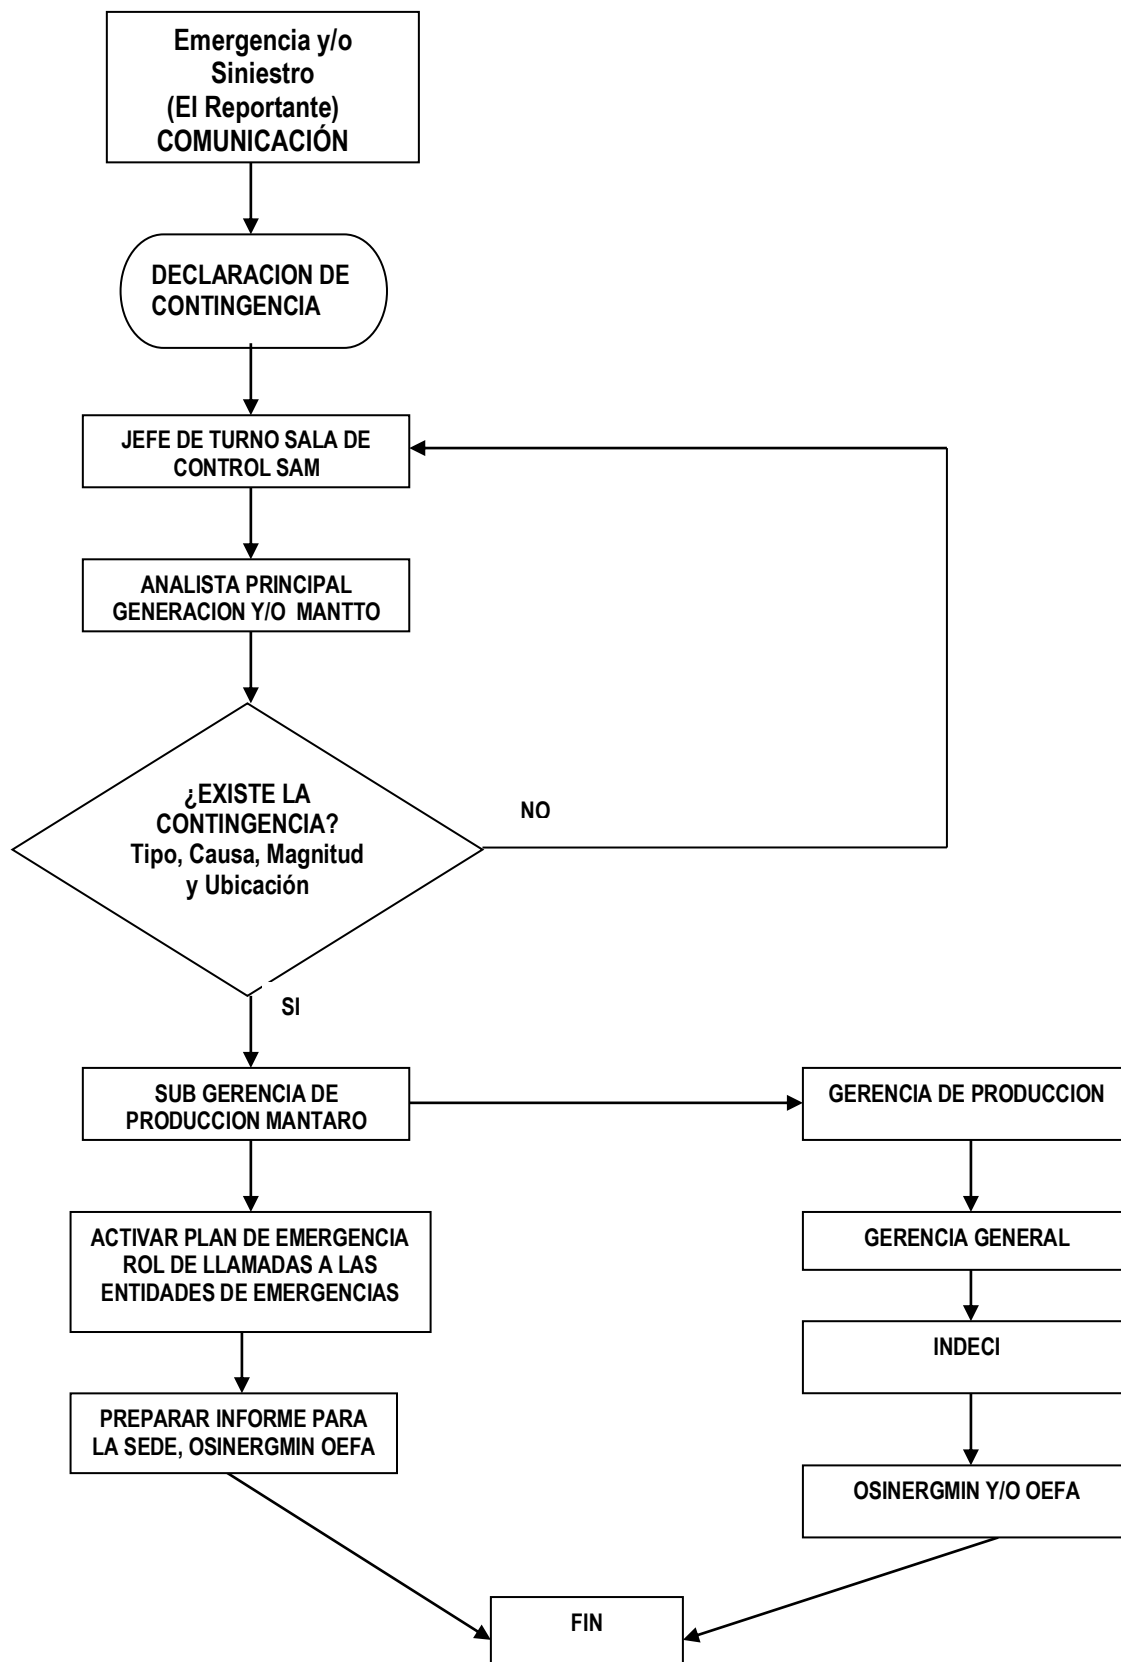 Emergencia y/o
Siniestro
(El Reportante)
COMUNICACIÓN
DECLARACION DE
CONTINGENCIA
JEFE DE TURNO SALA DE
CONTROL SAM
ANALISTA PRINCIPAL
GENERACION Y/O MANTTO
¿EXISTE LA
CONTINGENCIA?
Tipo, Causa, Magnitud
y Ubicación
NO
SI
SUB GERENCIA DE
PRODUCCION MANTARO
GERENCIA DE PRODUCCION
ACTIVAR PLAN DE EMERGENCIA
ROL DE LLAMADAS A LAS
ENTIDADES DE EMERGENCIAS
GERENCIA GENERAL
INDECI
PREPARAR INFORME PARA
LA SEDE, OSINERGMIN OEFA
OSINERGMIN Y/O OEFA
FIN